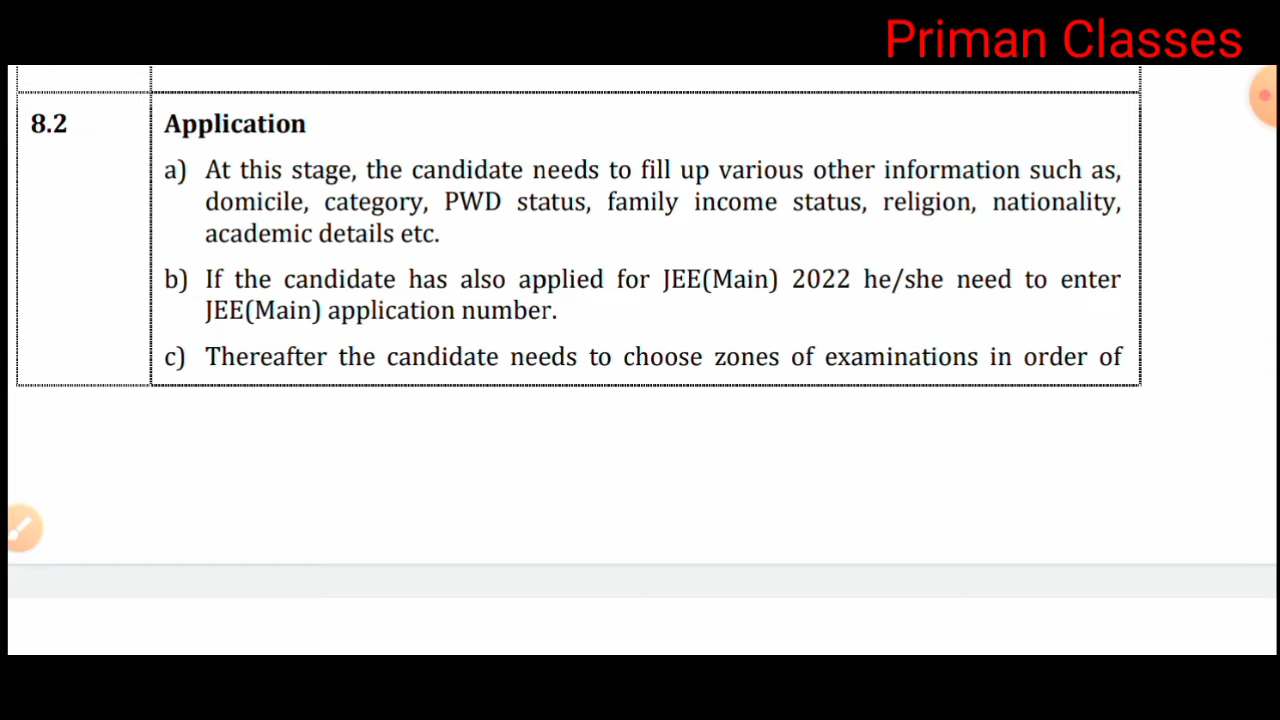 Priman Classes
8.2 Application
a) At this stage, the candidate needs to fill up various other information such as,
domicile, category, PWD status, family income status, religion, nationality,
academic details etc.
b) If the candidate has also applied for JEE(Main) 2022 he/she need to enter
JEE(Main) application number.
c) Thereafter the candidate needs to choose zones of examinations in order of